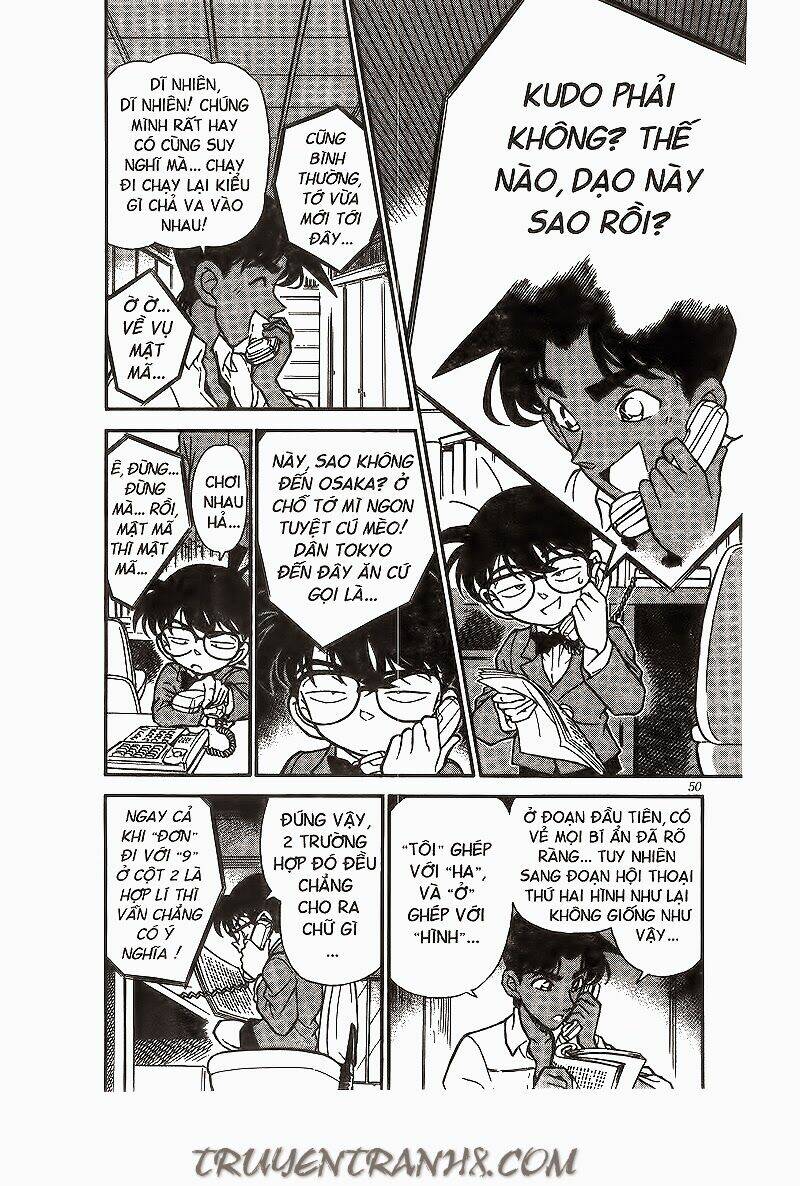 KUDO PHẢI
KHÔNG? THẾ
NÀO, DẠO NÀY
SAO RỒI?
CŨNG
BÌNH
THƯỜNG,
TỚ VỪA
MỚI TỚI
ĐÂY...
DĨ NHIÊN,
DĨ NHIÊN! CHÚNG
MÌNH RẤT HAY
CÓ CÙNG SUY
NGHĨ MÀ... CHẠY
ĐI CHẠY LẠI KIỂU
GÌ CHẢ VA VÀO
NHAU!
Ờ Ờ...
VỀ VỤ
MẬT
MÃ...
NÀY, SAO KHÔNG
ĐẾN OSAKA? Ở
CHỖ TỚ MÌ NGON
TUYỆT CÚ MÈO!
DÂN TOKYO
ĐẾN ĐÂY ĂN CỨ
GỌI LÀ...
CHƠI
NHAU
HẢ...
Ê, ĐỪNG...
ĐỪNG
MÀ... RỒI,
MẬT MÃ
THÌ MẬT
MÃ...
50
Ở ĐOẠN ĐẦU TIÊN, CÓ
VẺ MỌI BÍ ẨN ĐÃ RÕ
RÀNG... TUY NHIÊN
SANG ĐOẠN HỘI THOẠI
THỨ HAI HÌNH NHƯ LẠI
KHÔNG GIỐNG NHƯ
VẬY...
"TÔI" GHÉP
VỚI "HA",
VÀ "Ở"
GHÉP VỚI
"HÌNH"...
ĐÚNG VẬY,
2 TRƯỜNG
HỢP ĐÓ ĐỀU
CHẲNG
CHO RA
CHỮ GÌ
...
NGAY CẢ
KHI "ĐƠN"
ĐI VỚI "9"
Ở CỘT 2 LÀ
HỢP LÍ THÌ
VẪN CHẲNG
CÓ Ý
NGHĨA !
TRUYENTRANH8.COM